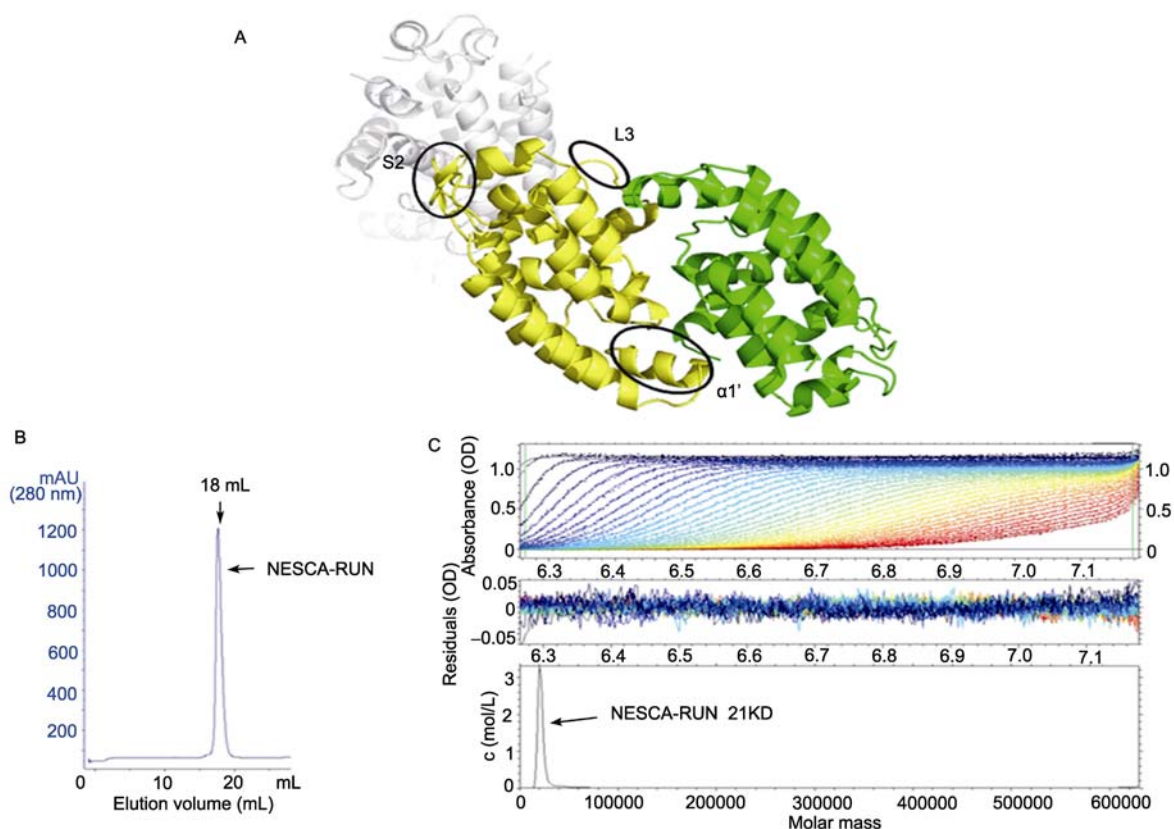 A
S2
L3
α1’
B
mAU
(280 nm)
1200
1000
800
600
400
200
18 mL
NESCA-RUN
0 10 20 mL
Elution volume (mL)
C
Absorbance (OD)
1.0
0.5
0
1.0
0.5
0
6.3 6.4 6.5 6.6 6.7 6.8 6.9 7.0 7.1
Residuals (OD)
0.05
0
–0.05
6.3 6.4 6.5 6.6 6.7 6.8 6.9 7.0 7.1
c (mol/L)
3
2
1
0
NESCA-RUN 21KD
0 100000 200000 300000 400000 500000 600000
Molar mass